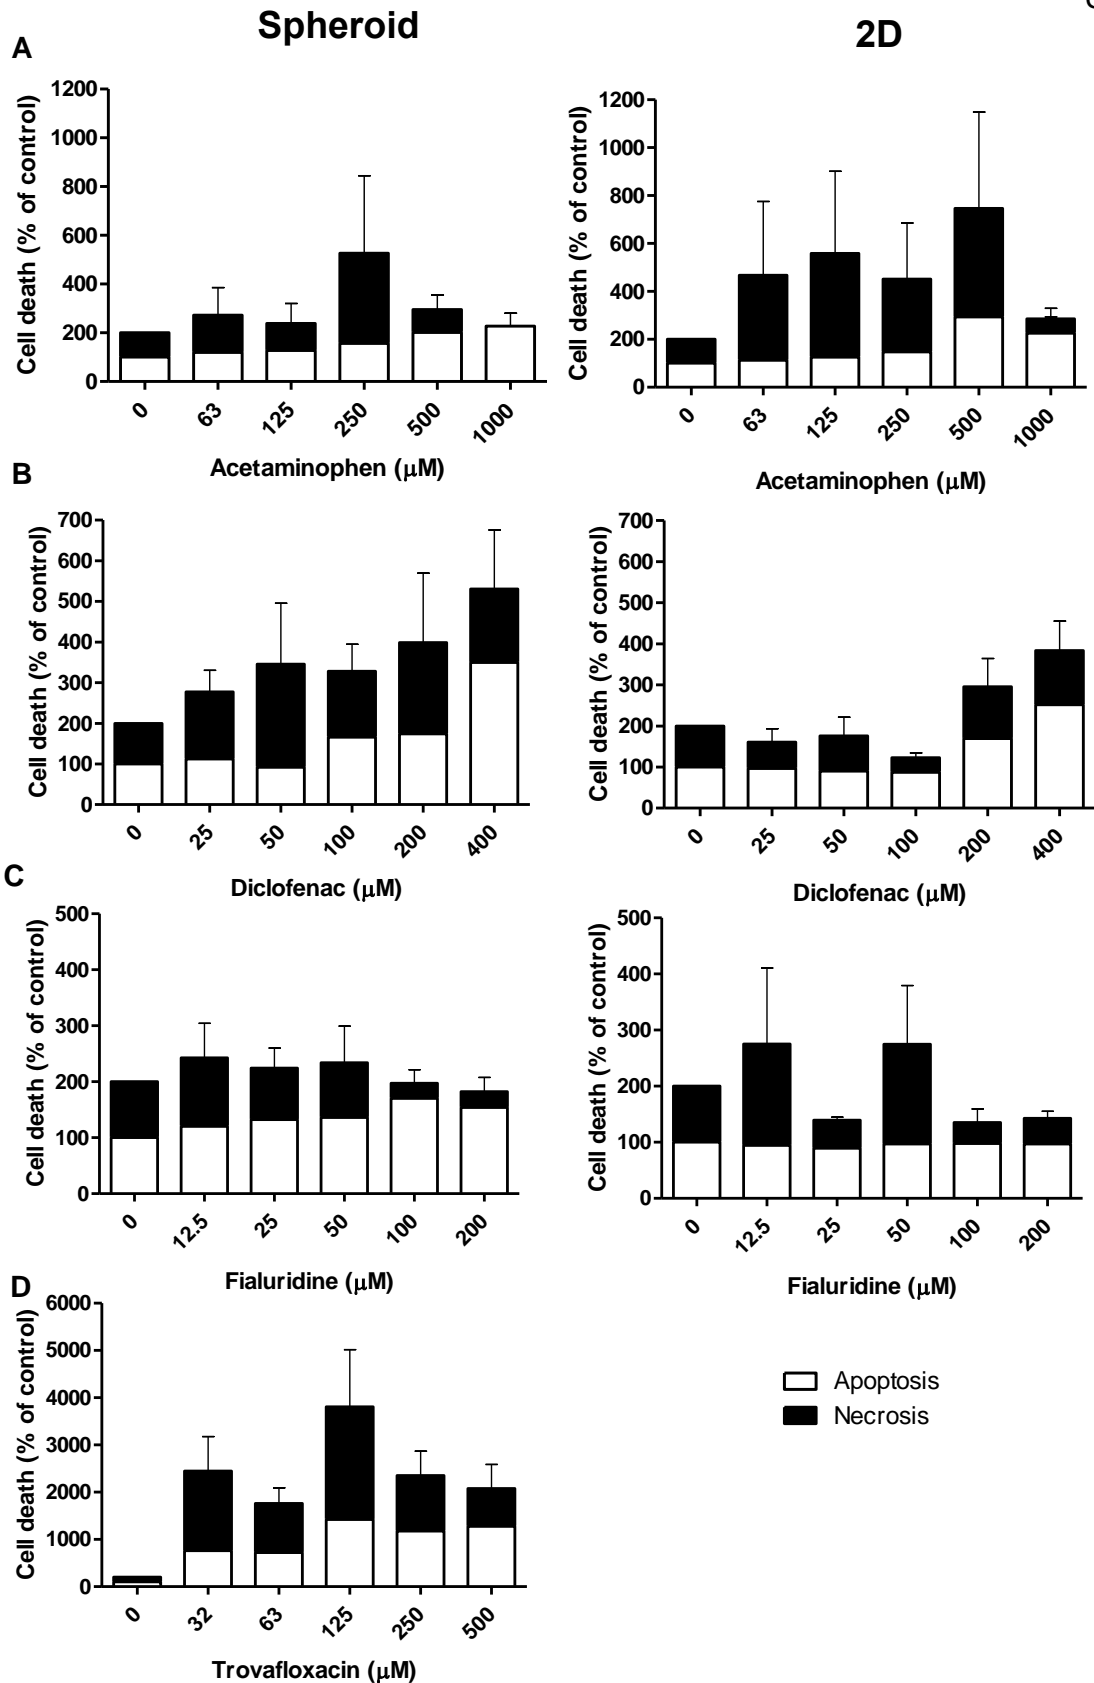 Spheroid
2D
A
Cell death (% of control)
1200
1000
800
600
400
200
0
0 63 125 250 500 1000
Acetaminophen (μM)
Cell death (% of control)
1200
1000
800
600
400
200
0
0 63 125 250 500 1000
Acetaminophen (μM)
B
Cell death (% of control)
700
600
500
400
300
200
100
0
0 25 50 100 200 400
Diclofenac (μM)
Cell death (% of control)
700
600
500
400
300
200
100
0
0 25 50 100 200 400
Diclofenac (μM)
C
Cell death (% of control)
500
400
300
200
100
0
0 12.5 25 50 100 200
Fialuridine (μM)
Cell death (% of control)
500
400
300
200
100
0
0 12.5 25 50 100 200
Fialuridine (μM)
D
Cell death (% of control)
6000
5000
4000
3000
2000
1000
0
0 32 63 125 250 500
Trovafloxacin (μM)
Apoptosis
Necrosis